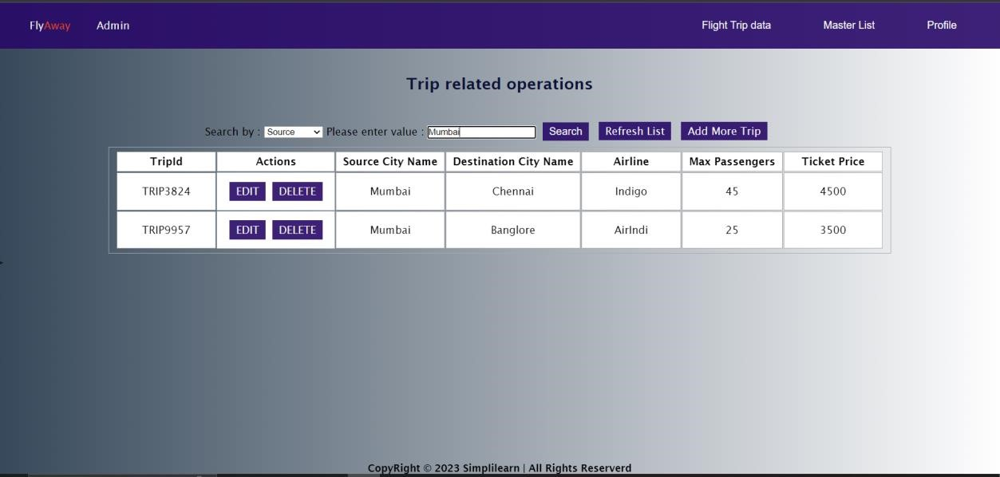 FlyAway Admin Flight Trip data Master List Profile
Trip related operations
Search by : Source Please enter value : Mumbai Search Refresh List Add More Trip
TripId Actions Source City Name Destination City Name Airline Max Passengers Ticket Price
TRIP3824 EDIT DELETE Mumbai Chennai Indigo 45 4500
TRIP9957 EDIT DELETE Mumbai Banglore AirIndi 25 3500
>
CopyRight © 2023 Simplilearn | All Rights Reserverd